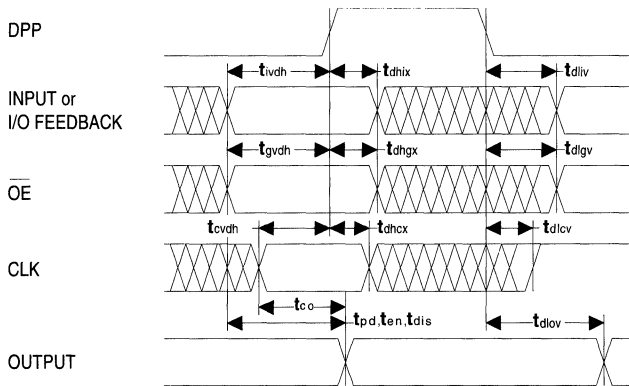 DPP
tivdh tdhix tdliv
INPUT or
I/O FEEDBACK
tgvdh tdhgx tdlgv
OE
tcvdh tdhcx tdlcv
CLK
tco
tpd,ten,tdis tdlov
OUTPUT